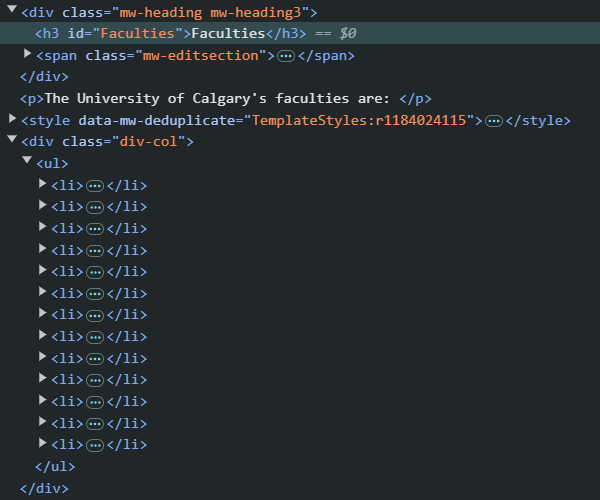 <div class="mw-heading mw-heading3">
<h3 id="Faculties">Faculties</h3> == $0
<span class="mw-editsection">…</span>
</div>
<p>The University of Calgary's faculties are: </p>
<style data-mw-deduplicate="TemplateStyles:r1184024115">…</style>
<div class="div-col">
<ul>
<li>…</li>
<li>…</li>
<li>…</li>
<li>…</li>
<li>…</li>
<li>…</li>
<li>…</li>
<li>…</li>
<li>…</li>
<li>…</li>
<li>…</li>
<li>…</li>
<li>…</li>
</ul>
</div>